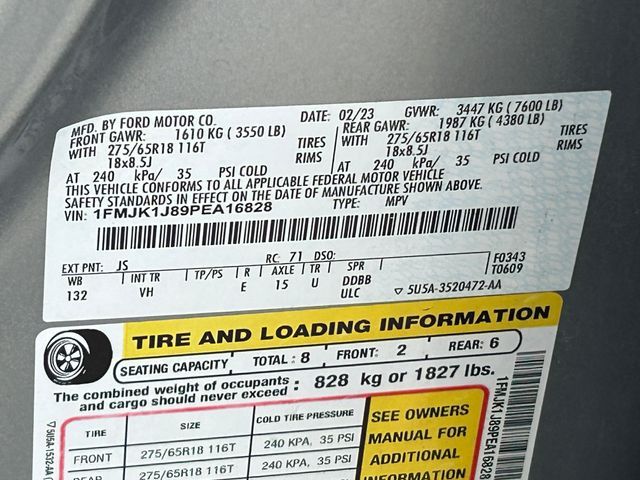 MFD. BY FORD MOTOR CO. DATE: 02/23 GVWR: 3447 KG ( 7600 LB)
FRONT GAWR: 1610 KG ( 3550 LB) REAR GAWR: 1987 KG ( 4380 LB)
WITH 275/65R18 116T TIRES WITH 275/65R18 116T TIRES
18x8.5J RIMS 18x8.5J RIMS
AT 240 kPa/ 35 PSI COLD AT 240 kPa/ 35 PSI COLD
THIS VEHICLE CONFORMS TO ALL APPLICABLE FEDERAL MOTOR VEHICLE
SAFETY STANDARDS IN EFFECT ON THE DATE OF MANUFACTURE SHOWN ABOVE.
VIN: 1FMJK1J89PEA16828 TYPE: MPV
EXT PNT: JS RC: 71 DSO: F0343
WB INT TR TP/PS R AXLE TR SPR T0609
132 VH E 15 U DDBB
ULC ▽ 5U5A-3520472-AA
TIRE AND LOADING INFORMATION
SEATING CAPACITY TOTAL : 8 FRONT: 2 REAR: 6
The combined weight of occupants and cargo should never exceed : 828 kg or 1827 lbs.
TIRE SIZE COLD TIRE PRESSURE
FRONT 275/65R18 116T 240 KPA, 35 PSI
REAR 275/65R18 116T 240 KPA, 35 PSI
SEE OWNERS
MANUAL FOR
ADDITIONAL
INFORMATION
1FMJK1J89PEA16828
▽ 5U5A-1532-AA